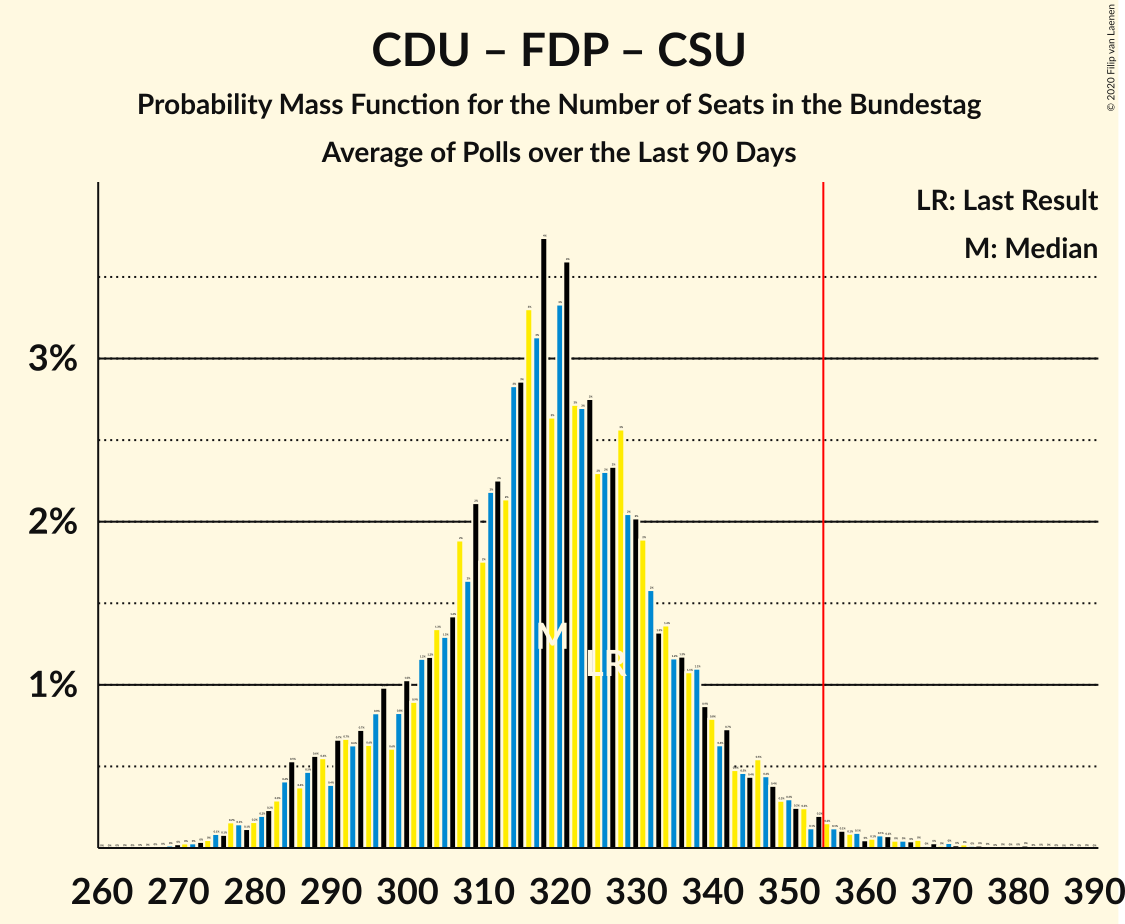 CDU – FDP – CSU
Probability Mass Function for the Number of Seats in the Bundestag
Average of Polls over the Last 90 Days
© 2020 Filip van Laenen
LR: Last Result
M: Median
3%
2%
1%
M
LR
260 270 280 290 300 310 320 330 340 350 360 370 380 390